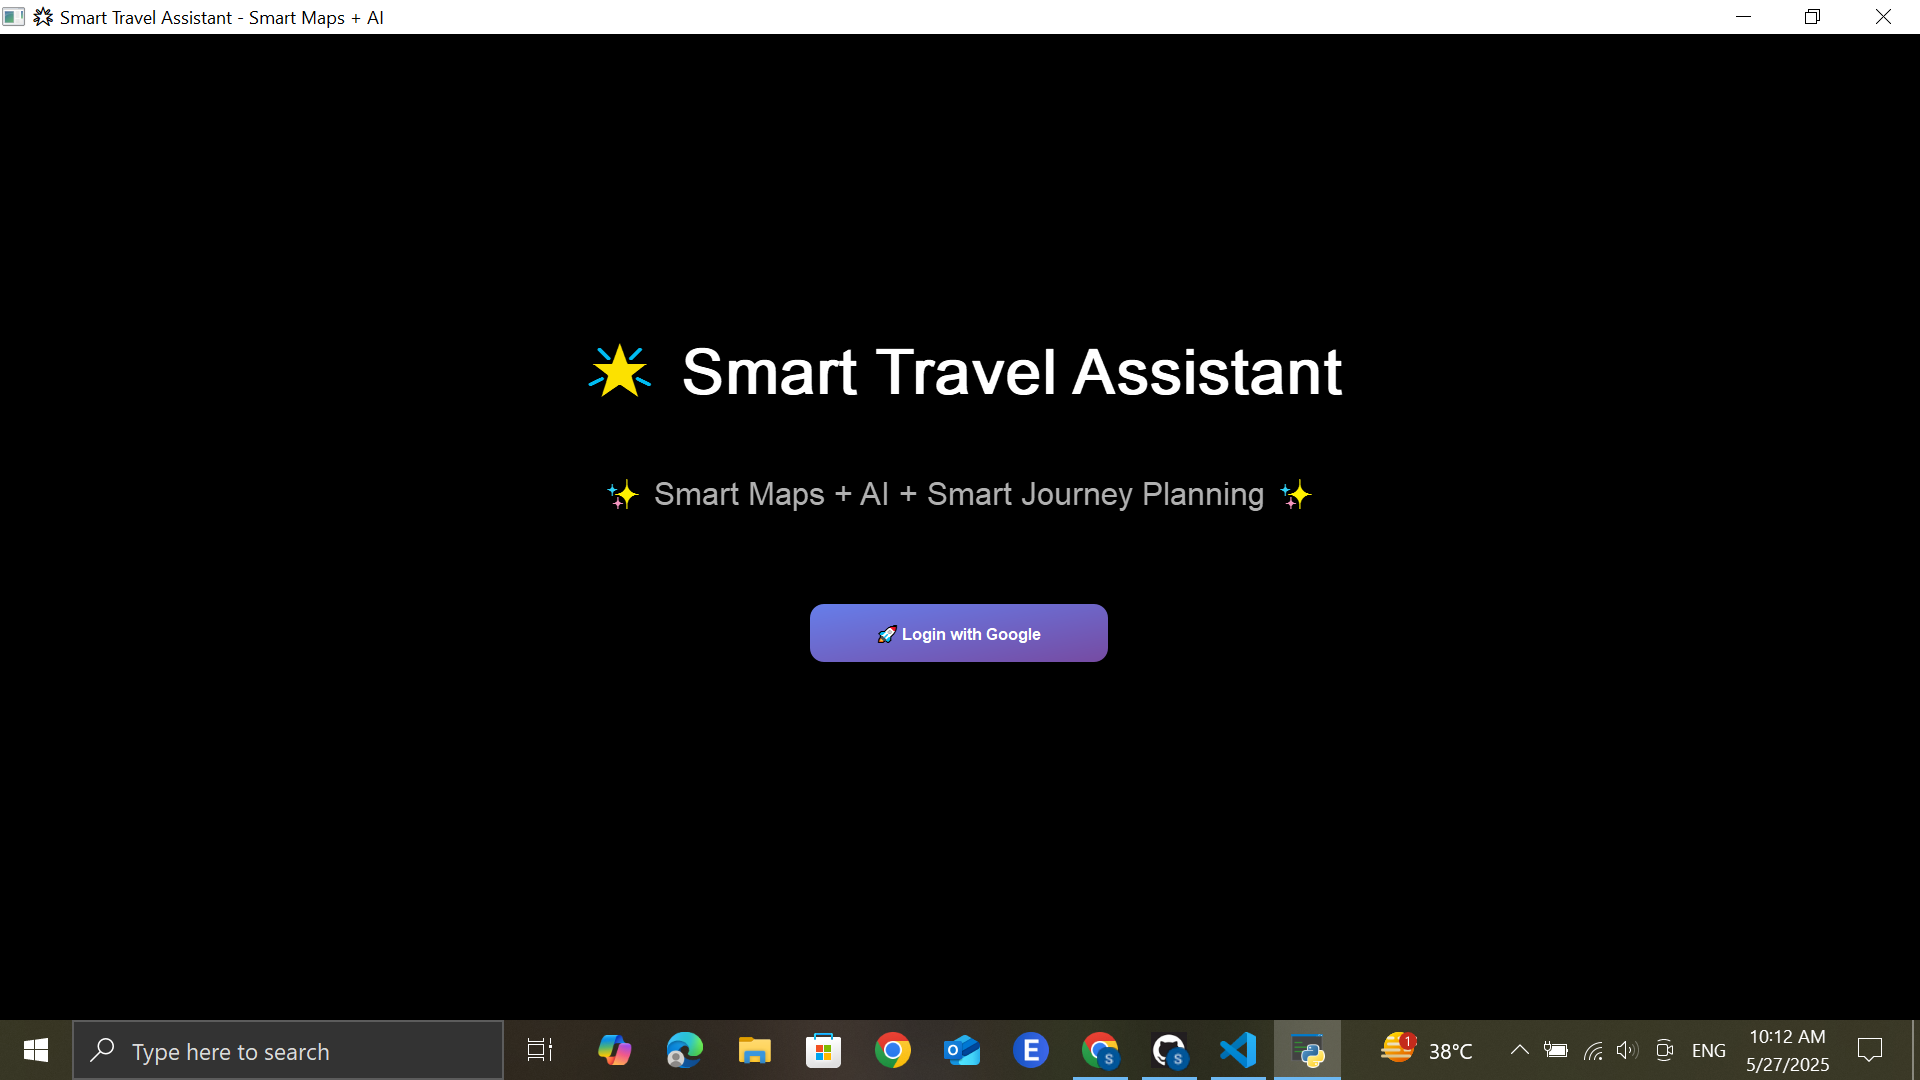 Smart Travel Assistant - Smart Maps + AI
Smart Travel Assistant
Smart Maps + AI + Smart Journey Planning
Login with Google
Type here to search
E
S
S
1
38°C
ENG
10:12 AM
5/27/2025